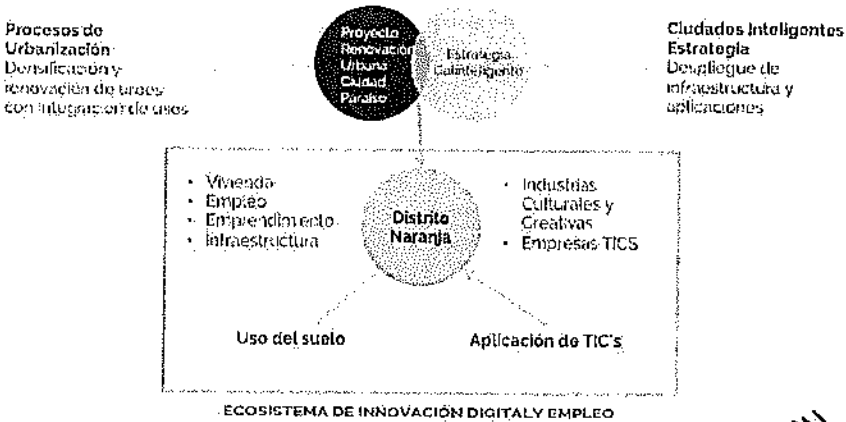 Procesos de
Urbanización
Densificación y
renovación de áreas
con integración de usos
Proyecto
Renovación
Urbana
Ciudad
Paraíso
Estrategia
CaliInteligente
Ciudades Inteligentes
Estrategia
Despliegue de
infraestructura y
aplicaciones
• Vivienda
• Empleo
• Emprendimiento
• Infraestructura
Distrito
Naranja
• Industrias
Culturales y
Creativas
• Empresas TICS
Uso del suelo
Aplicación de TIC's
ECOSISTEMA DE INNOVACIÓN DIGITAL Y EMPLEO